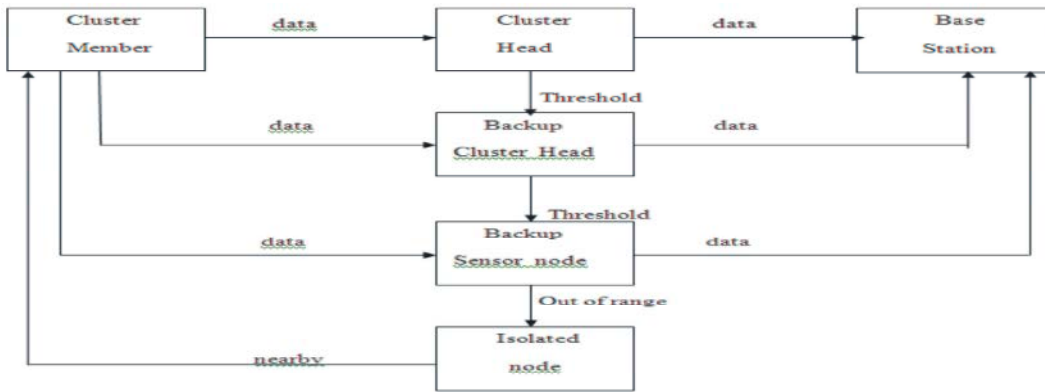 Cluster
Member
data
Cluster
Head
data
Base
Station
Threshold
data
Backup
Cluster Head
data
Threshold
data
Backup
Sensor node
data
Out of range
Isolated
node
nearby